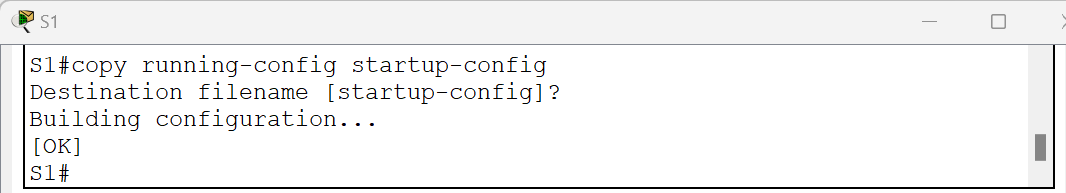 S1
S1#copy running-config startup-config
Destination filename [startup-config]?
Building configuration...
[OK]
S1#